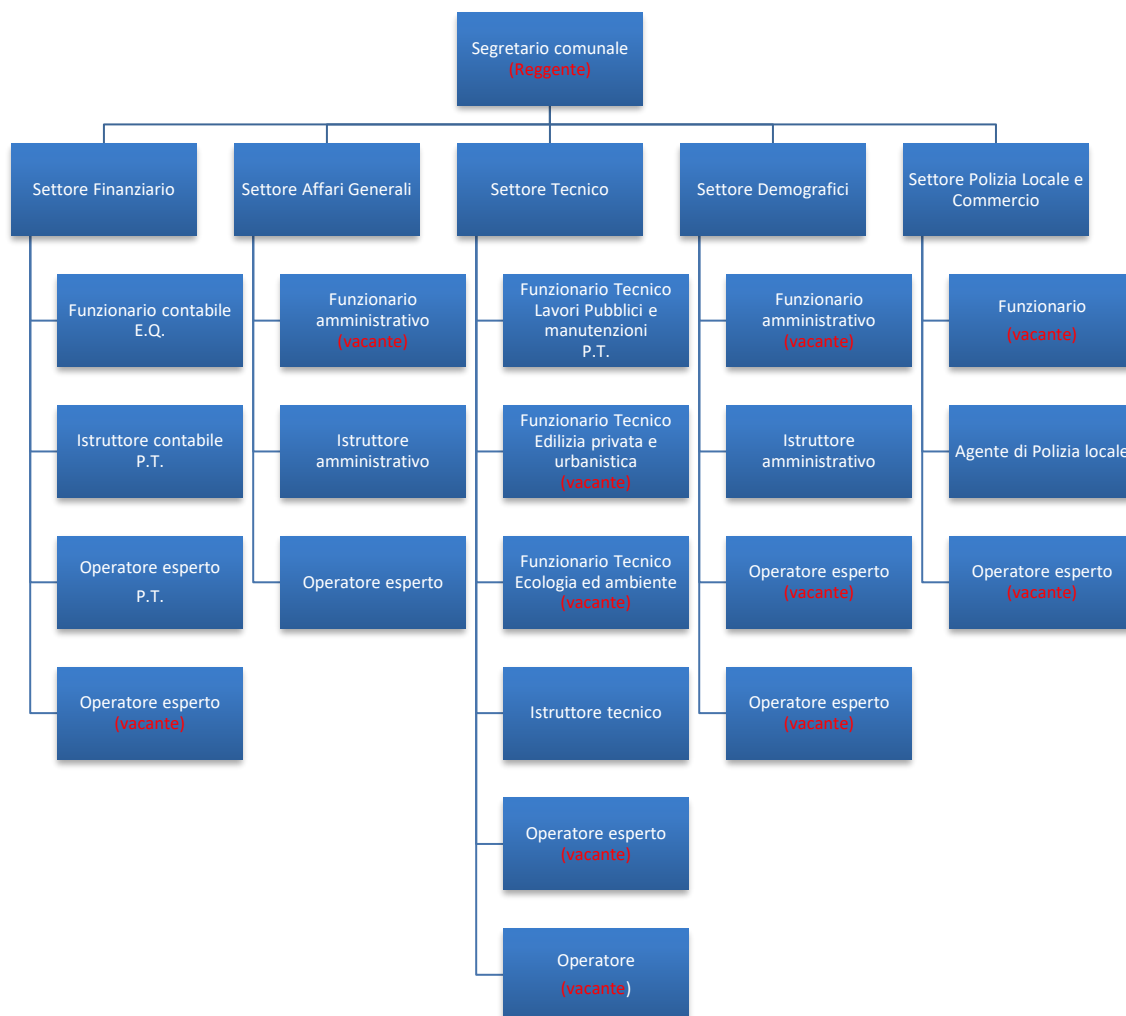 Segretario comunale
(Reggente)
Settore Finanziario
Settore Affari Generali
Settore Tecnico
Settore Demografici
Settore Polizia Locale e
Commercio
Funzionario contabile
E.Q.
Istruttore contabile
P.T.
Operatore esperto
P.T.
Operatore esperto
(vacante)
Funzionario
amministrativo
(vacante)
Istruttore
amministrativo
Operatore esperto
Funzionario Tecnico
Lavori Pubblici e
manutenzioni
P.T.
Funzionario Tecnico
Edilizia privata e
urbanistica
(vacante)
Funzionario Tecnico
Ecologia ed ambiente
(vacante)
Istruttore tecnico
Operatore esperto
(vacante)
Operatore
(vacante)
Funzionario
amministrativo
(vacante)
Istruttore
amministrativo
Operatore esperto
(vacante)
Operatore esperto
(vacante)
Funzionario
(vacante)
Agente di Polizia locale
Operatore esperto
(vacante)